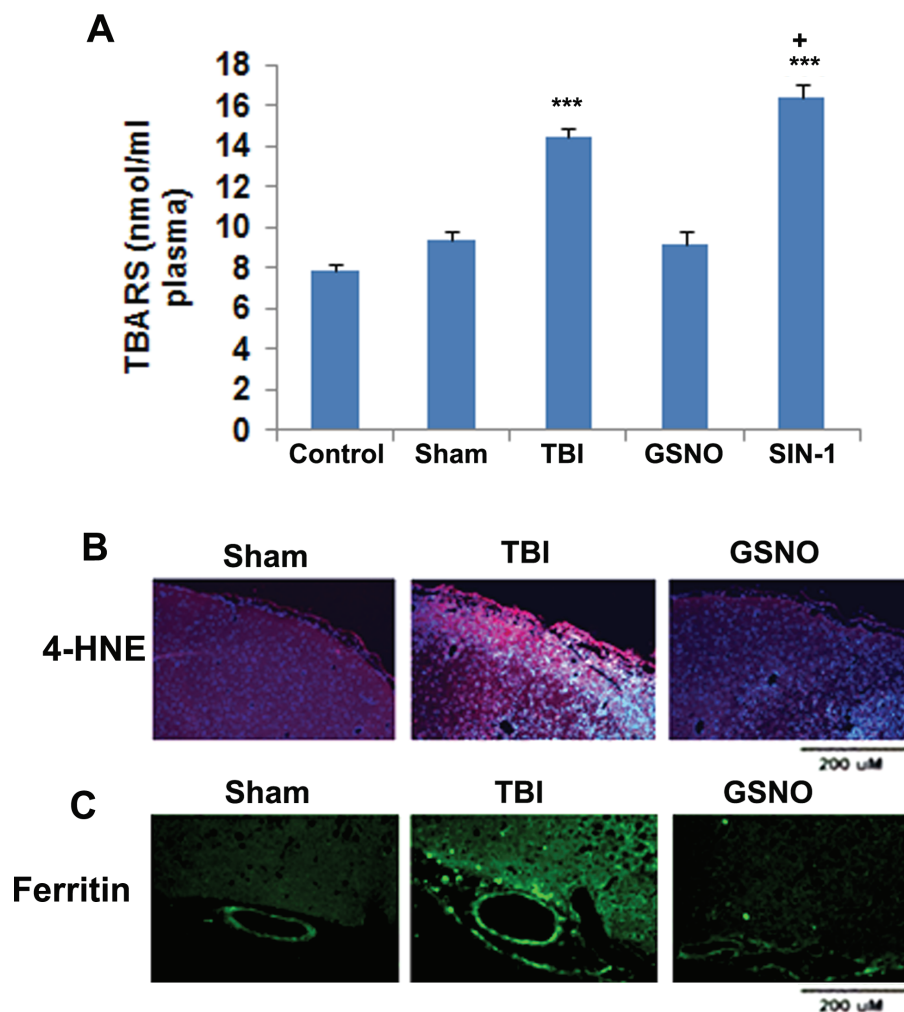 A
TBARS (nmol/ml
plasma)
18
16
14
12
10
8
6
4
2
0
***
+
***
Control Sham TBI GSNO SIN-1
B
Sham TBI GSNO
4-HNE
200 uM
C
Sham TBI GSNO
Ferritin
200 uM